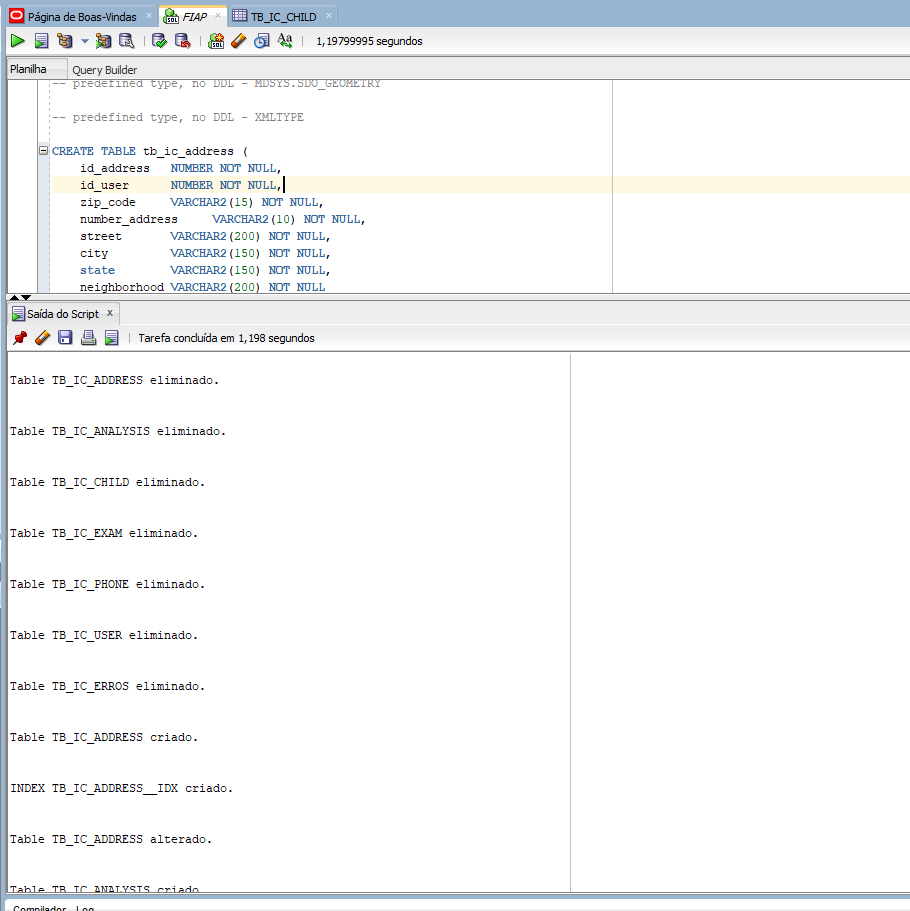 Página de Boas-Vindas × FIAP × TB_IC_CHILD ×
1,19799995 segundos
Planilha Query Builder
-- predefined type, no DDL - MDSYS.SDO_GEOMETRY
-- predefined type, no DDL - XMLTYPE
CREATE TABLE tb_ic_address (
id_address NUMBER NOT NULL,
id_user NUMBER NOT NULL,
zip_code VARCHAR2(15) NOT NULL,
number_address VARCHAR2(10) NOT NULL,
street VARCHAR2(200) NOT NULL,
city VARCHAR2(150) NOT NULL,
state VARCHAR2(150) NOT NULL,
neighborhood VARCHAR2(200) NOT NULL
Saída do Script ×
Tarefa concluída em 1,198 segundos
Table TB_IC_ADDRESS eliminado.
Table TB_IC_ANALYSIS eliminado.
Table TB_IC_CHILD eliminado.
Table TB_IC_EXAM eliminado.
Table TB_IC_PHONE eliminado.
Table TB_IC_USER eliminado.
Table TB_IC_ERROS eliminado.
Table TB_IC_ADDRESS criado.
INDEX TB_IC_ADDRESS__IDX criado.
Table TB_IC_ADDRESS alterado.
Table TB_IC_ANALYSIS criado.
Compilador - Log